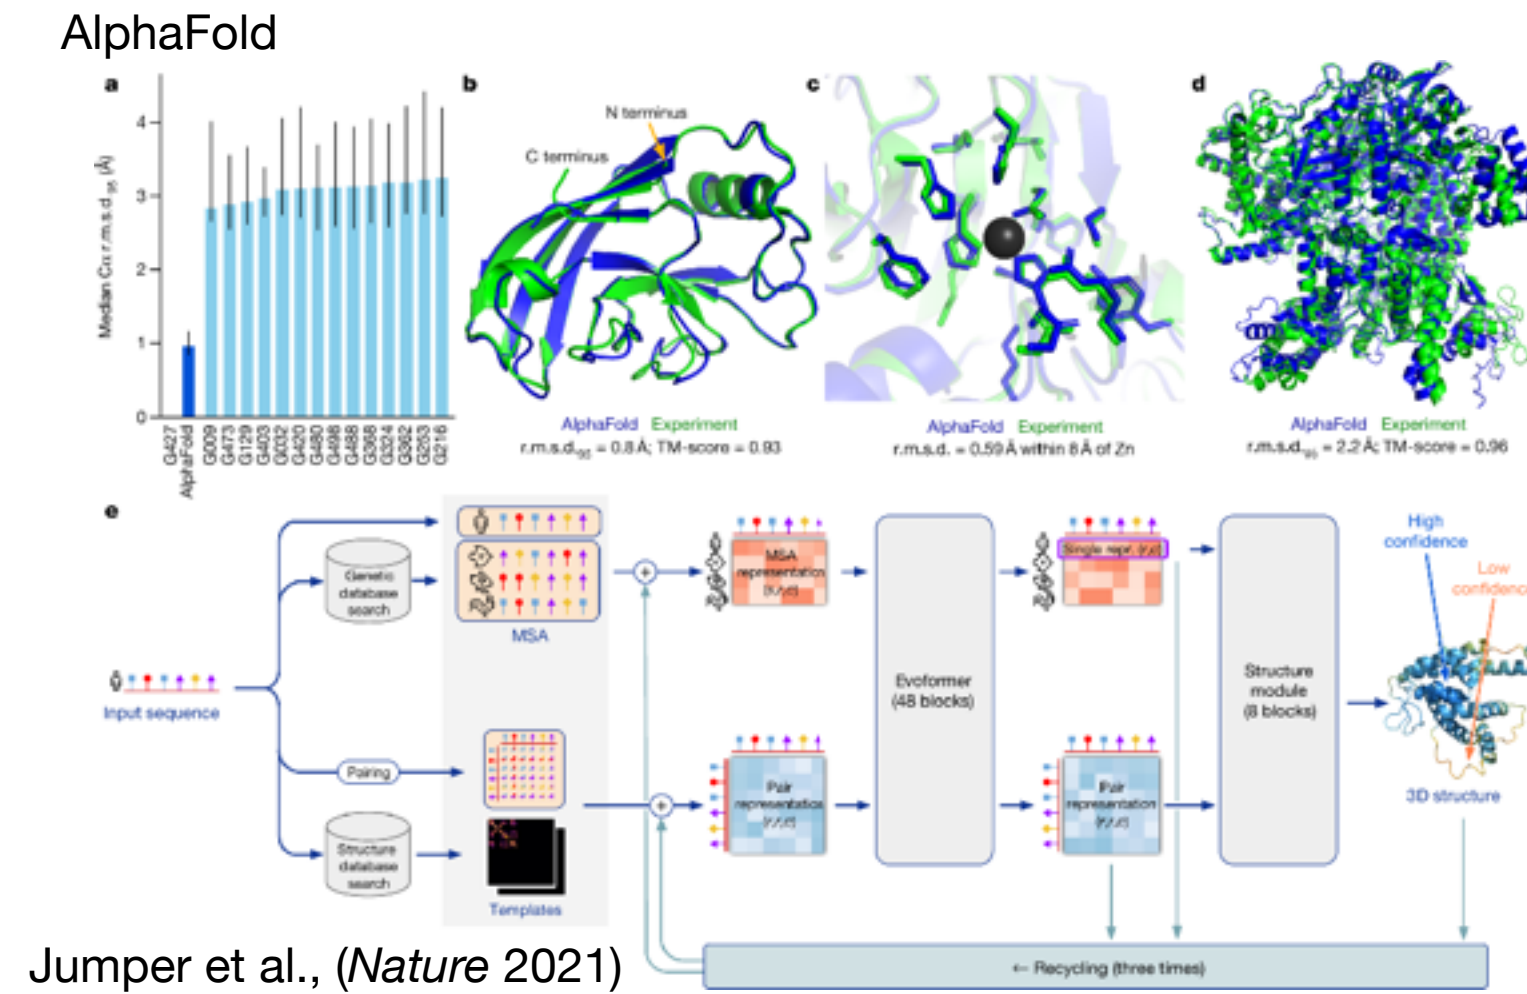 AlphaFold
a
Median Cα r.m.s.d.95 (Å)
4
3
2
1
0
G427
AlphaFold
G009
G473
G129
G403
G032
G420
G480
G498
G488
G368
G324
G362
G253
G216
b
N terminus
C terminus
AlphaFold Experiment
r.m.s.d.95 = 0.8 Å; TM-score = 0.93
c
AlphaFold Experiment
r.m.s.d. = 0.59 Å within 8 Å of Zn
d
AlphaFold Experiment
r.m.s.d.95 = 2.2 Å; TM-score = 0.96
e
Input sequence
Genetic
database
search
MSA
Pairing
Structure
database
search
Templates
MSA
representation
(s,r,c)
Pair
representation
(r,r,c)
Evoformer
(48 blocks)
Single repr. (r,c)
Pair
representation
(r,r,c)
Structure
module
(8 blocks)
High
confidence
Low
confidenc
3D structure
← Recycling (three times)
Jumper et al., (Nature 2021)